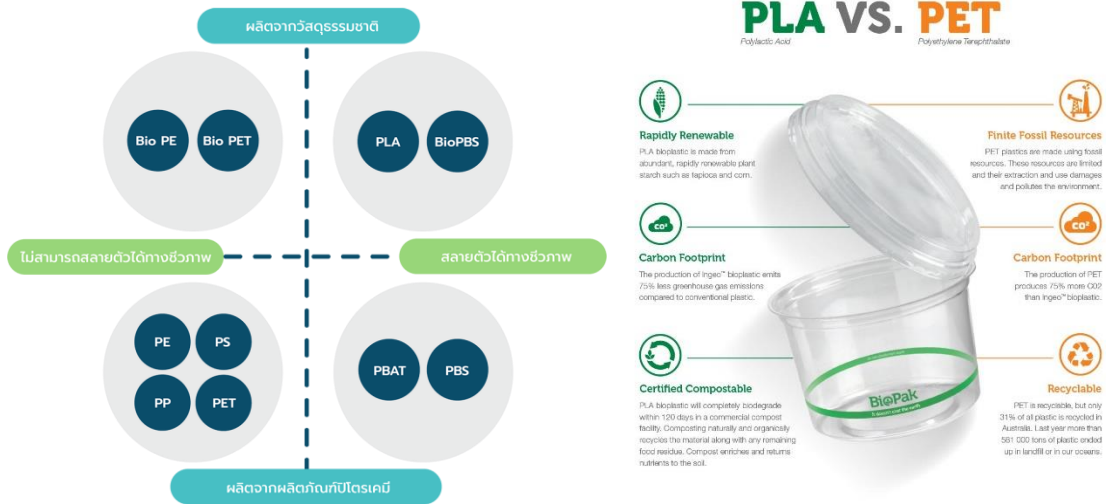 ผลิตจากวัสดุธรรมชาติ
Bio PE
Bio PET
PLA
BioPBS
ไม่สามารถสลายตัวได้ทางชีวภาพ
สลายตัวได้ทางชีวภาพ
PE
PS
PP
PET
PBAT
PBS
ผลิตจากผลิตภัณฑ์ปิโตรเคมี
PLA VS. PET
Polylactic Acid
Polyethylene Terephthalate
Rapidly Renewable
PLA bioplastic is made from
abundant, rapidly renewable plant
starch such as tapioca and corn.
Finite Fossil Resources
PET plastics are made using fossil
resources. These resources are limited
and their extraction and use damages
and pollutes the environment.
CO²
Carbon Footprint
The production of Ingeo™ bioplastic emits
75% less greenhouse gas emissions
compared to conventional plastic.
CO²
Carbon Footprint
The production of PET
produces 75% more CO2
than Ingeo™ bioplastic.
Certified Compostable
PLA bioplastic will completely biodegrade
within 120 days in a commercial compost
facility. Composting naturally and organically
recycles the material along with any remaining
food residue. Compost enriches and returns
nutrients to the soil.
Recyclable
PET is recyclable, but only
31% of all plastic is recycled in
Australia. Last year more than
581 000 tons of plastic ended
up in landfill or in our oceans.
BioPak